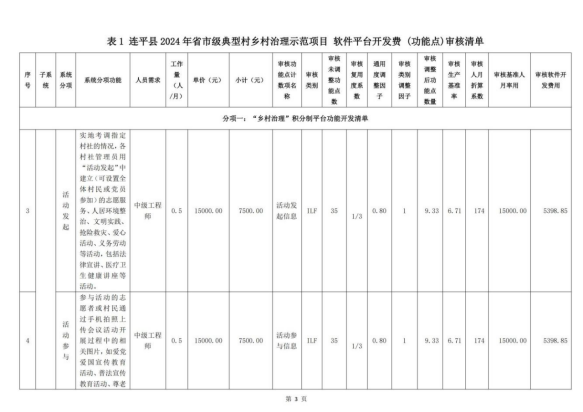 表 1 连平县 2024 年省市级典型村乡村治理示范项目 软件平台开发费 (功能点)审核清单
序号 子系统 系统分项 系统分项功能 人员需求 工作量（人/月） 单价（元） 小计（元） 审核功能点计数项名称 审核类别 审核未调整功能点数 审核复用度系数 通用度调整因子 审核类别调整因子 审核调整后功能点数量 审核生产基准率 审核人月折算系数 审核基准人月率用 审核软件开发费用
分项一：“乡村治理”积分制平台功能开发清单
3 活动发起 中级工程师 0.5 15000.00 7500.00 活动发起信息 ILF 35 1/3 0.80 1 9.33 6.71 174 15000.00 5398.85
实地考调指定
村社的情况，各
村社管理员用
“活动发起”中
建立（可设置全
体村民或党员
参加）的志愿服
务、人居环境整
治、文明实践、
抢险救灾、爱心
活动、义务劳动
等活动，包括法
律宣讲、医疗卫
生健康讲座等
活动。
4 活动参与 中级工程师 0.5 15000.00 7500.00 活动参与信息 ILF 35 1/3 0.80 1 9.33 6.71 174 15000.00 5398.85
参与活动的志
愿者或村民通
过手机拍照上
传会议活动开
展过程中的相
关图片，如爱党
爱国宣传教育
活动、普法宣传
教育活动、尊老
第 3 页